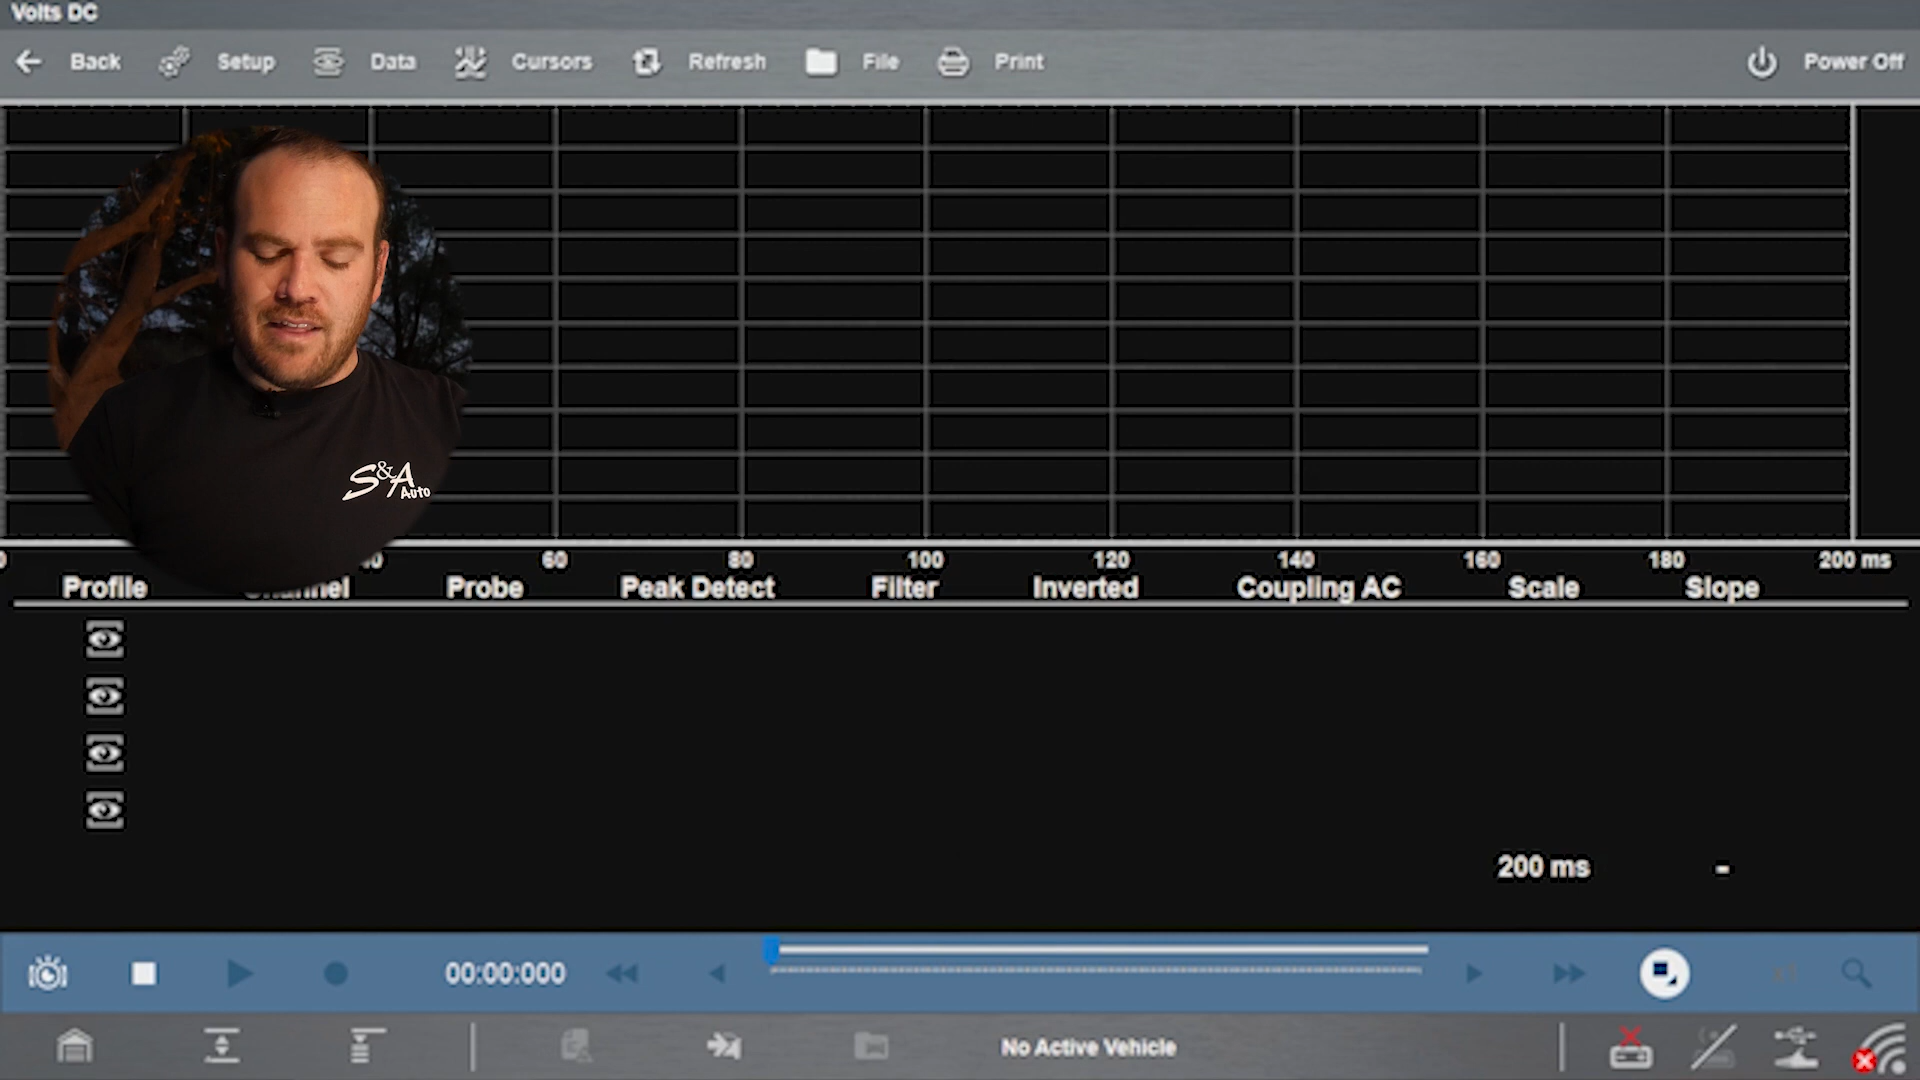 Volts DC
Back Setup Data Cursors Refresh File Print Power Off
S&A
Auto
60 80 100 120 140 160 180 200 ms
Profile Channel Probe Peak Detect Filter Inverted Coupling AC Scale Slope
200 ms -
00:00:000
No Active Vehicle